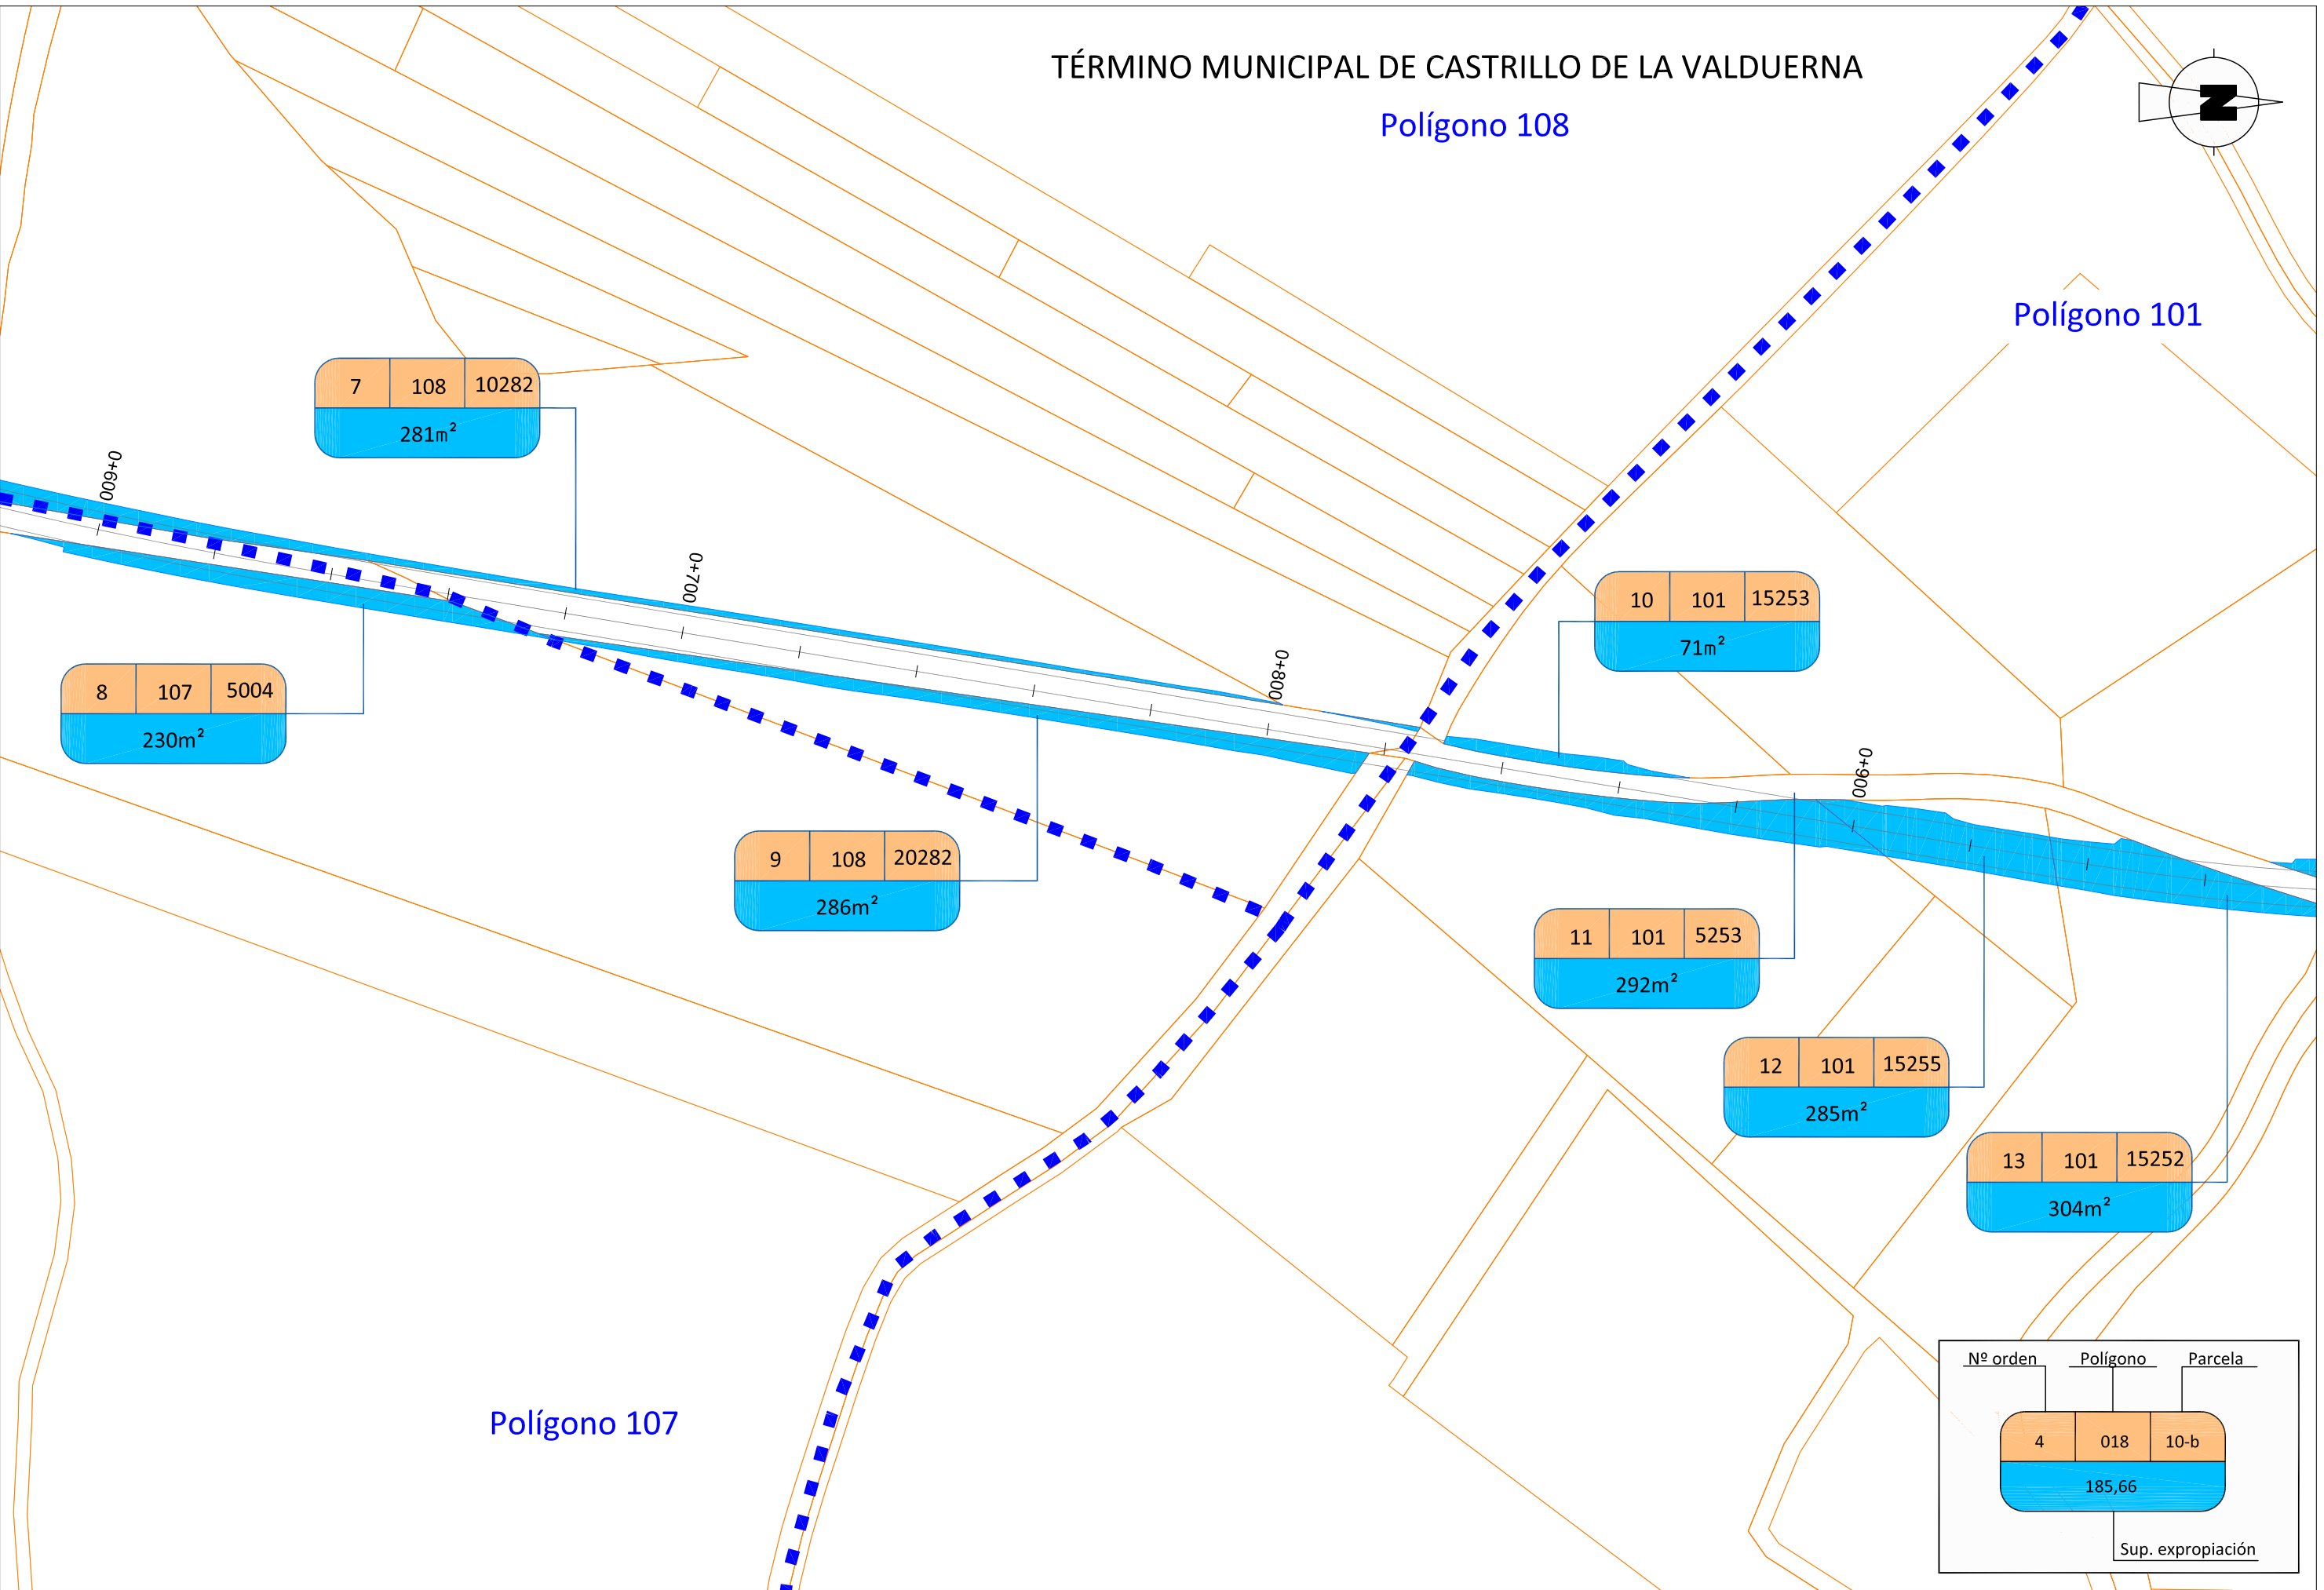 TÉRMINO MUNICIPAL DE CASTRILLO DE LA VALDUERNA
Polígono 108
N
Polígono 101
7 108 10282
281m²
0+600
0+700
10 101 15253
71m²
0+800
8 107 5004
230m²
0+900
9 108 20282
286m²
11 101 5253
292m²
12 101 15255
285m²
13 101 15252
304m²
Polígono 107
Nº orden Polígono Parcela
4 018 10-b
185,66
Sup. expropiación